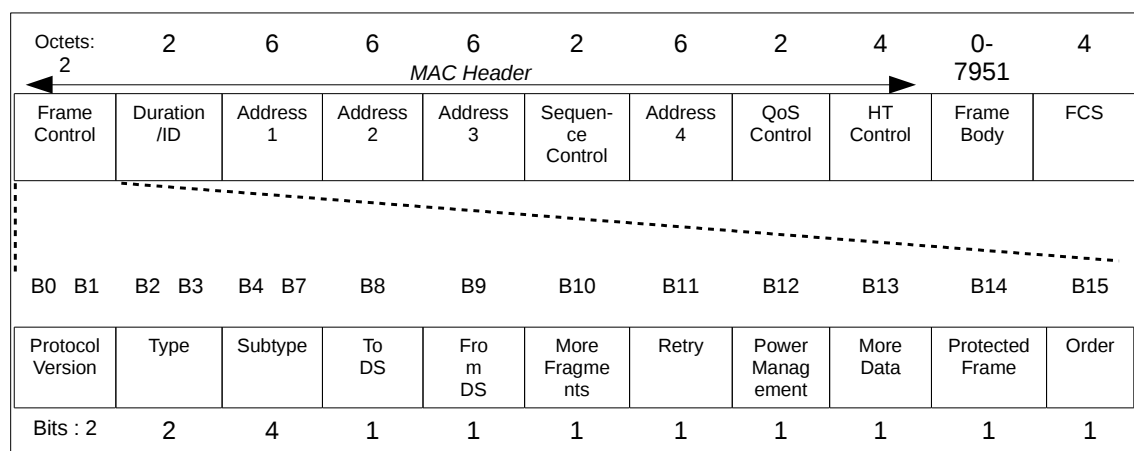 Octets: 2 6 6 6 2 6 2 4 0- 4
2 MAC Header 7951
Frame Duration Address Address Address Sequen- Address QoS HT Frame FCS
Control /ID 1 2 3 ce 4 Control Control Body
Control
B0 B1 B2 B3 B4 B7 B8 B9 B10 B11 B12 B13 B14 B15
Protocol Type Subtype To Fro More Retry Power More Protected Order
Version DS m Fragme Manag Data Frame
DS nts ement
Bits : 2 2 4 1 1 1 1 1 1 1 1